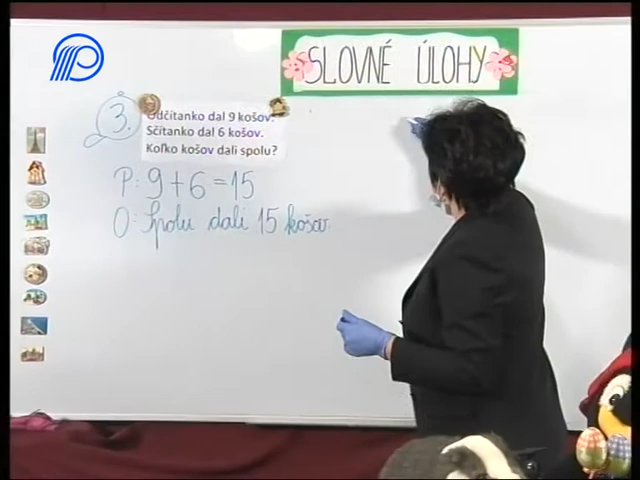 SLOVNÉ ÚLOHY
3.
Odčítanko dal 9 košov.
Sčítanko dal 6 košov.
Koľko košov dali spolu?
P: 9 + 6 = 15
O: Spolu dali 15 košov.